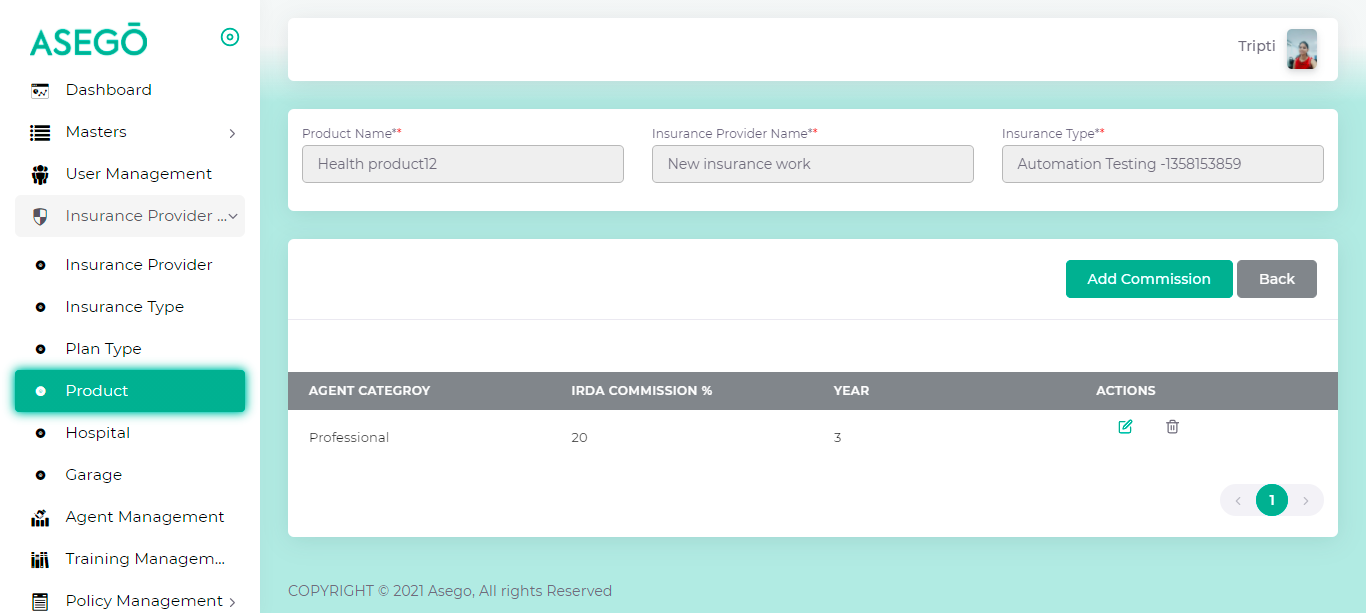 ASEGŌ
Dashboard
Masters
User Management
Insurance Provider ...
Insurance Provider
Insurance Type
Plan Type
Product
Hospital
Garage
Agent Management
Training Managem...
Policy Management
Tripti
Product Name** Insurance Provider Name** Insurance Type**
Health product12 New insurance work Automation Testing -1358153859
Add Commission Back
AGENT CATEGROY IRDA COMMISSION % YEAR ACTIONS
Professional 20 3
‹ 1 ›
COPYRIGHT © 2021 Asego, All rights Reserved